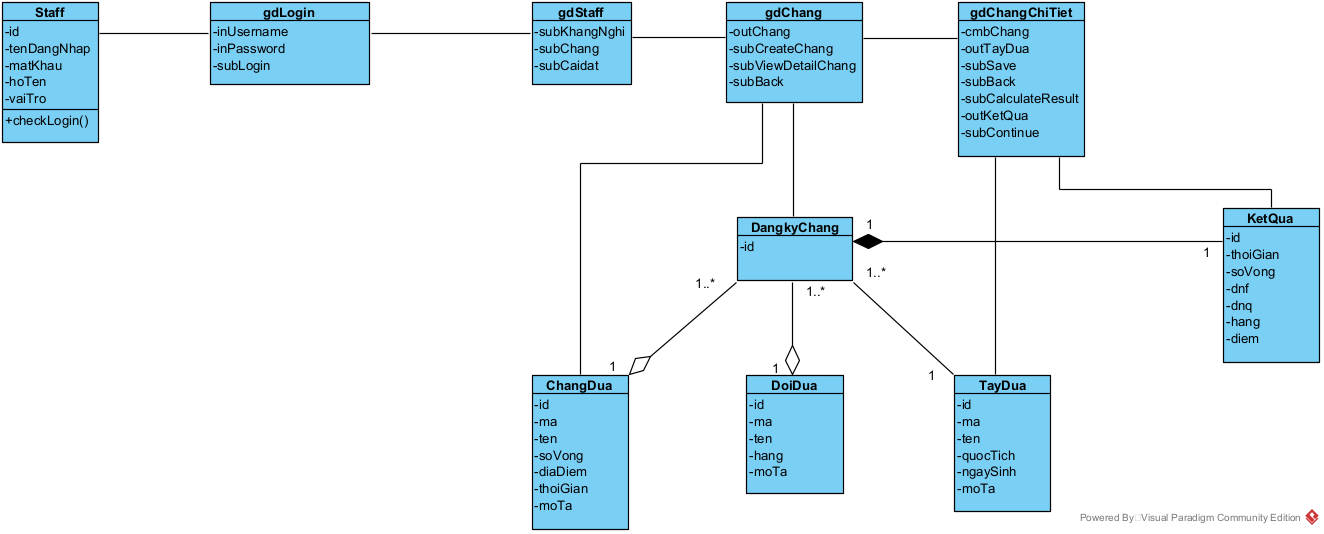 Staff
-id
-tenDangNhap
-matKhau
-hoTen
-vaiTro
+checkLogin()
gdLogin
-inUsername
-inPassword
-subLogin
gdStaff
-subKhangNghi
-subChang
-subCaidat
gdChang
-outChang
-subCreateChang
-subViewDetailChang
-subBack
gdChangChiTiet
-cmbChang
-outTayDua
-subSave
-subBack
-subCalculateResult
-outKetQua
-subContinue
DangkyChang
-id
1
1
1..*
1..*
1..*
1
1
1
KetQua
-id
-thoiGian
-soVong
-dnf
-dnq
-hang
-diem
ChangDua
-id
-ma
-ten
-soVong
-diaDiem
-thoiGian
-moTa
DoiDua
-id
-ma
-ten
-hang
-moTa
TayDua
-id
-ma
-ten
-quocTich
-ngaySinh
-moTa
Powered By Visual Paradigm Community Edition